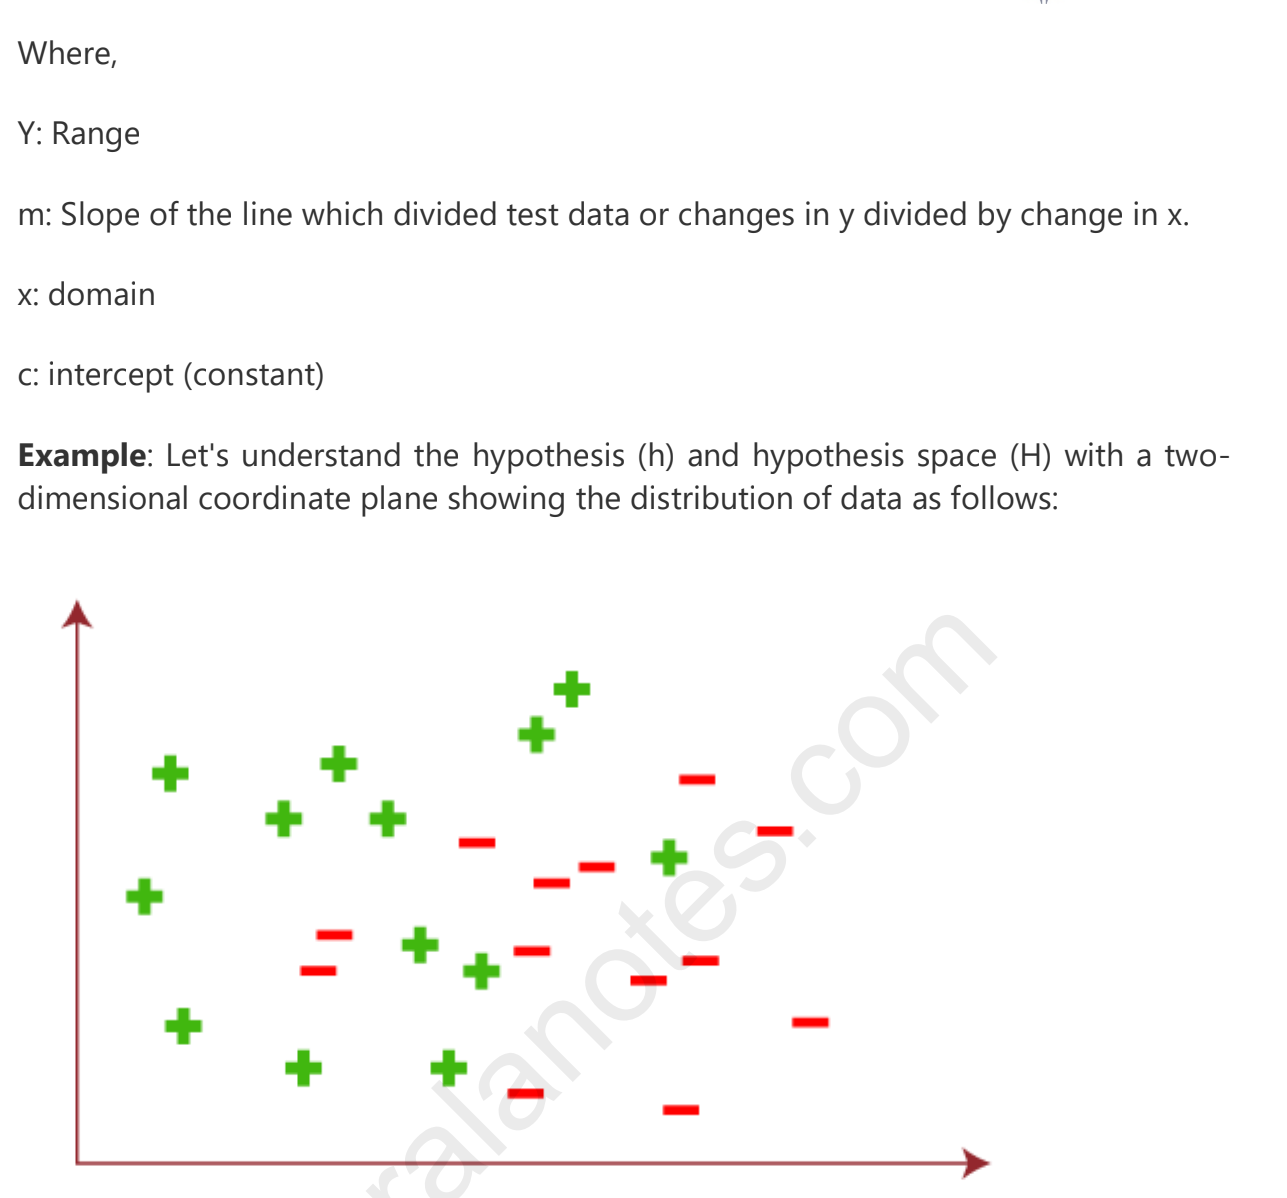 Where,
Y: Range
m: Slope of the line which divided test data or changes in y divided by change in x.
x: domain
c: intercept (constant)
Example: Let's understand the hypothesis (h) and hypothesis space (H) with a two-
dimensional coordinate plane showing the distribution of data as follows:
ralanotes.com